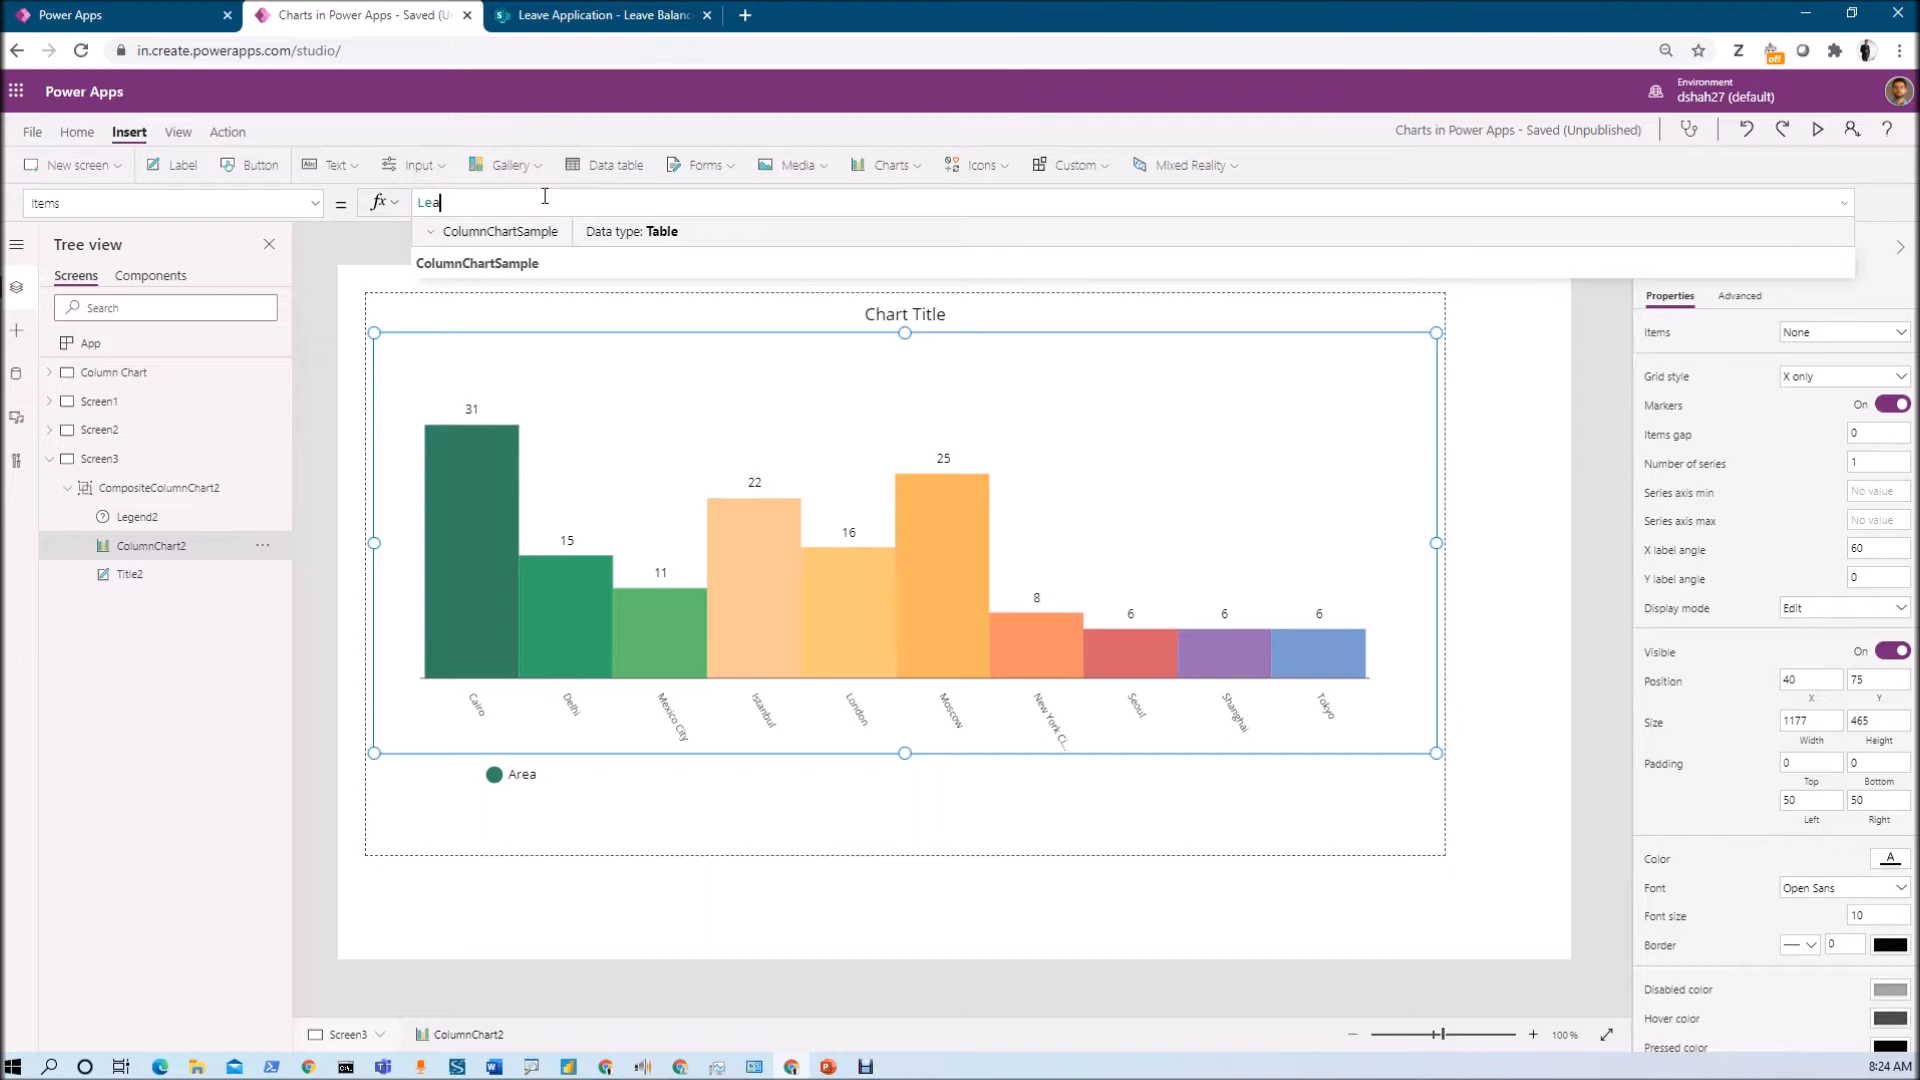 Power Apps
Charts in Power Apps - Saved (U
Leave Application - Leave Balanc
in.create.powerapps.com/studio/
Z
off
Power Apps
Environment
dshah27 (default)
File Home Insert View Action
Charts in Power Apps - Saved (Unpublished)
New screen Label Button Text Input Gallery Data table Forms Media Charts Icons Custom Mixed Reality
Items = fx Lea
ColumnChartSample Data type: Table
ColumnChartSample
Tree view
Screens Components
Search
App
Column Chart
Screen1
Screen2
Screen3
CompositeColumnChart2
Legend2
ColumnChart2
Title2
Chart Title
31
15
11
22
16
25
8
6
6
6
Cairo
Delhi
Mexico City
Istanbul
London
Moscow
New York Ci...
Seoul
Shanghai
Tokyo
Area
Properties Advanced
Items None
Grid style X only
Markers On
Items gap 0
Number of series 1
Series axis min No value
Series axis max No value
X label angle 60
Y label angle 0
Display mode Edit
Visible On
Position 40 75
X Y
Size 1177 465
Width Height
Padding 0 0
Top Bottom
50 50
Left Right
Color A
Font Open Sans
Font size 10
Border 0
Disabled color
Hover color
Pressed color
Screen3 ColumnChart2
100 %
8:24 AM